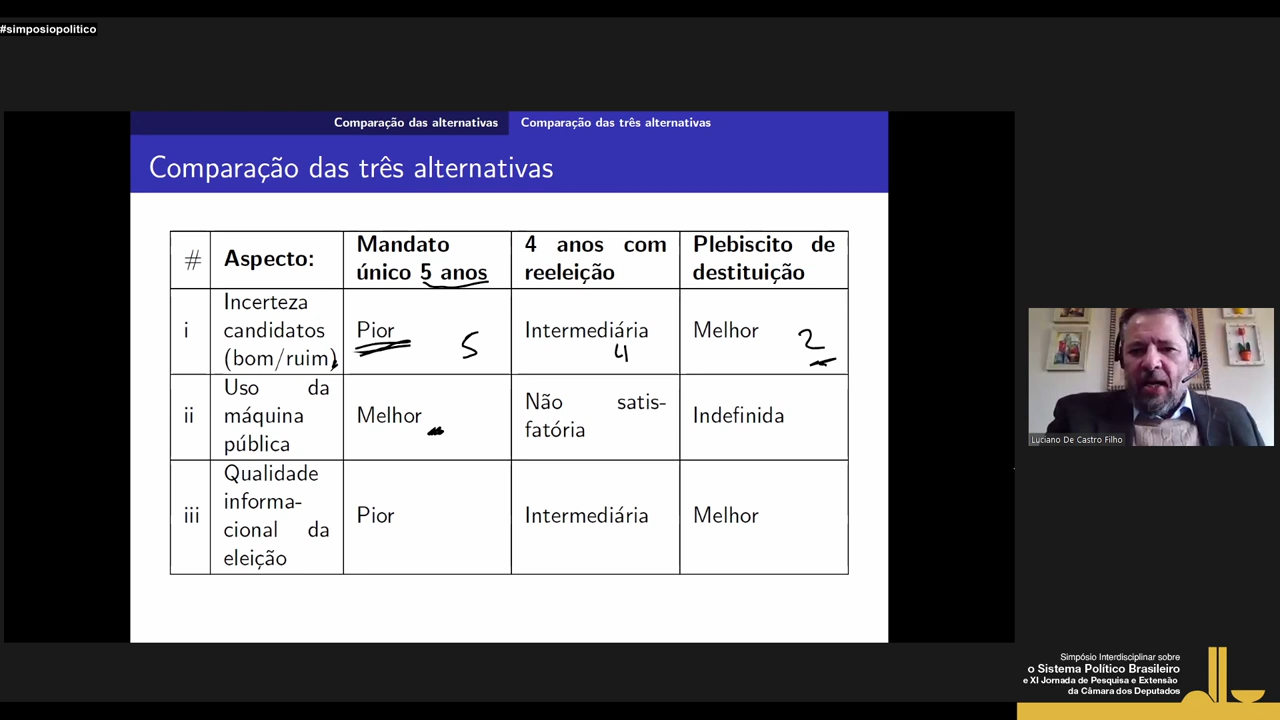 #simposiopolitico
Comparação das alternativas
Comparação das três alternativas
Comparação das três alternativas
#
Aspecto:
Mandato
único 5 anos
4 anos com
reeleição
Plebiscito de
destituição
i
Incerteza
candidatos
(bom/ruim)
Pior
5
Intermediária
4
Melhor
2
ii
Uso da
máquina
pública
Melhor
Não satis-
fatória
Indefinida
iii
Qualidade
informa-
cional da
eleição
Pior
Intermediária
Melhor
Luciano De Castro Filho
Simpósio Interdisciplinar sobre
o Sistema Político Brasileiro
e XI Jornada de Pesquisa e Extensão
da Câmara dos Deputados